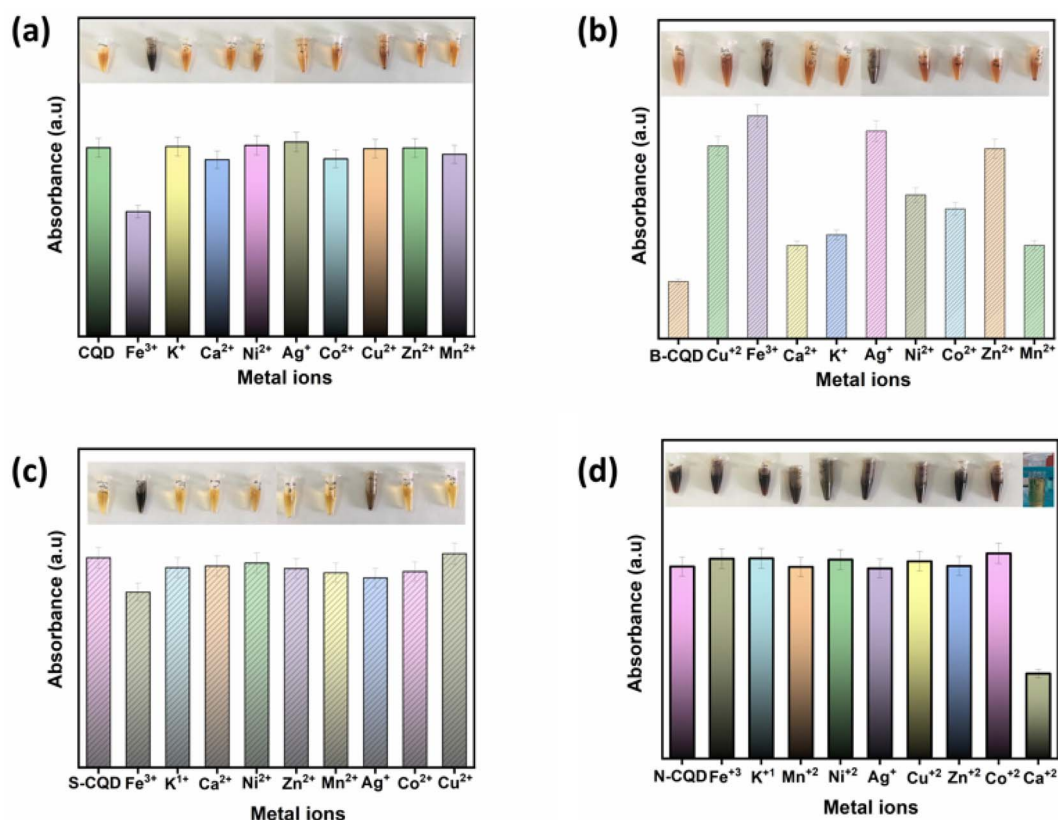 (a)
Absorbance (a.u)
CQD Fe³⁺ K⁺ Ca²⁺ Ni²⁺ Ag⁺ Co²⁺ Cu²⁺ Zn²⁺ Mn²⁺
Metal ions
(b)
Absorbance (a.u)
B-CQD Cu⁺² Fe³⁺ Ca²⁺ K⁺ Ag⁺ Ni²⁺ Co²⁺ Zn²⁺ Mn²⁺
Metal ions
(c)
Absorbance (a.u)
S-CQD Fe³⁺ K¹⁺ Ca²⁺ Ni²⁺ Zn²⁺ Mn²⁺ Ag⁺ Co²⁺ Cu²⁺
Metal ions
(d)
Absorbance (a.u)
N-CQD Fe⁺³ K⁺¹ Mn⁺² Ni⁺² Ag⁺ Cu⁺² Zn⁺² Co⁺² Ca⁺²
Metal ions